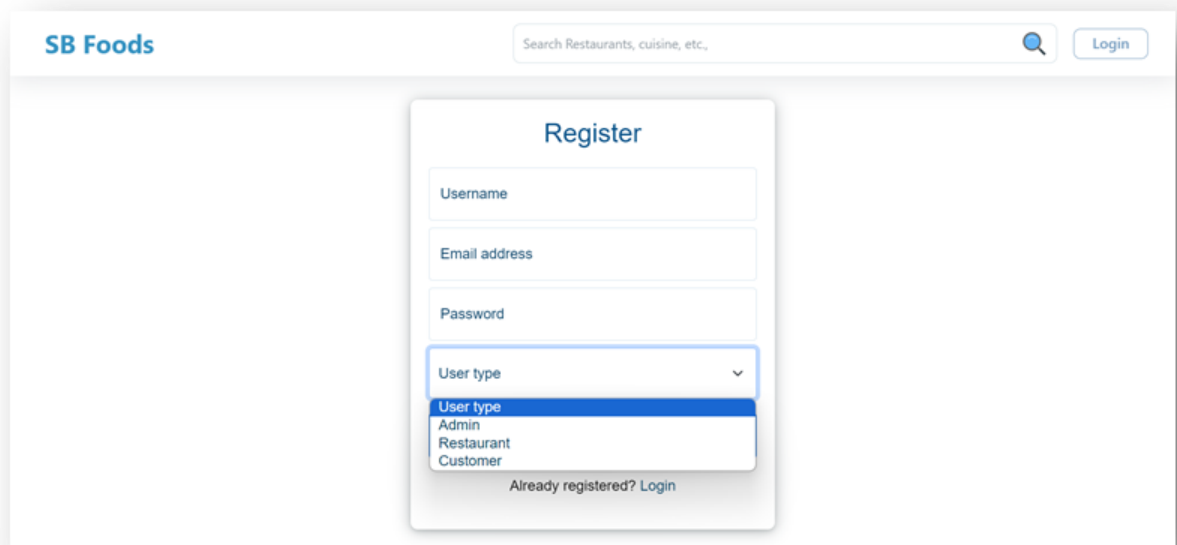 SB Foods
Search Restaurants, cuisine, etc.,
Login
Register
Username
Email address
Password
User type
User type
Admin
Restaurant
Customer
Already registered? Login